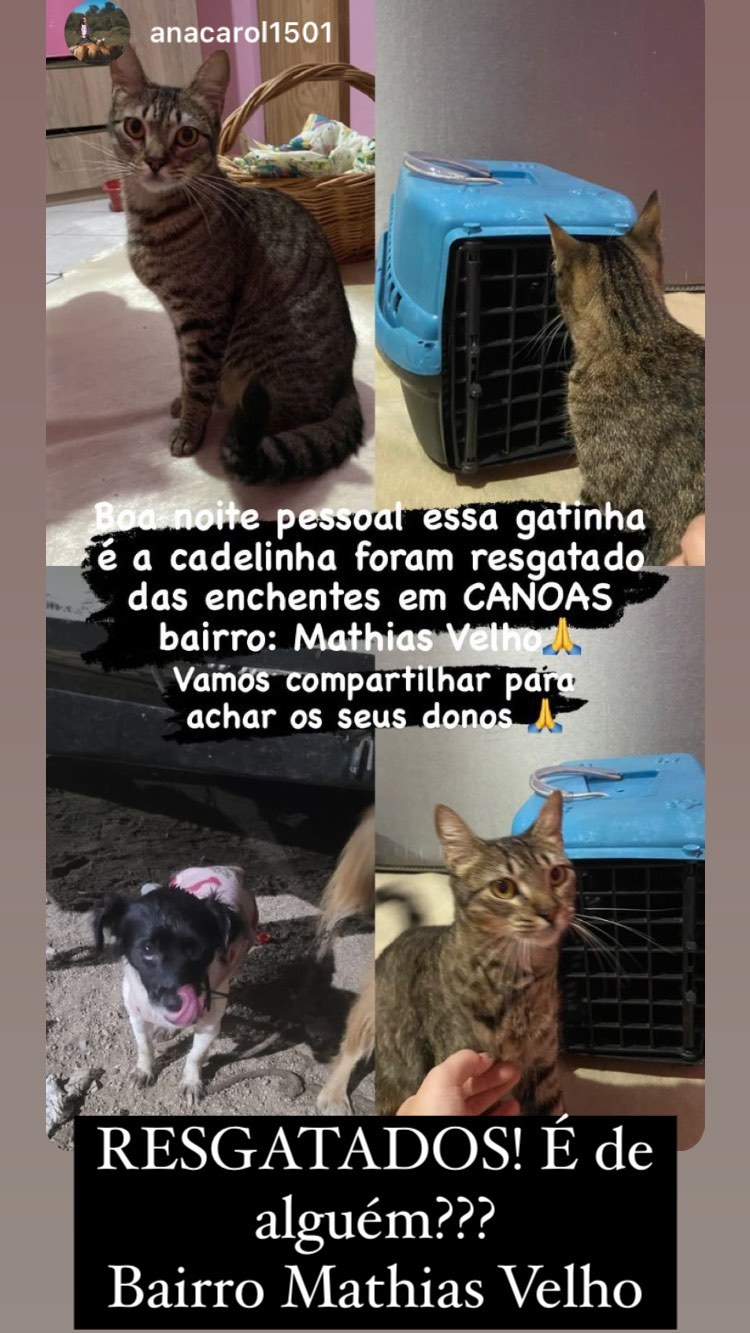 anacarol1501
Boa noite pessoal essa gatinha
é a cadelinha foram resgatado
das enchentes em CANOAS
bairro: Mathias Velho🙏
Vamos compartilhar para
achar os seus donos 🙏
RESGATADOS! É de
alguém???
Bairro Mathias Velho